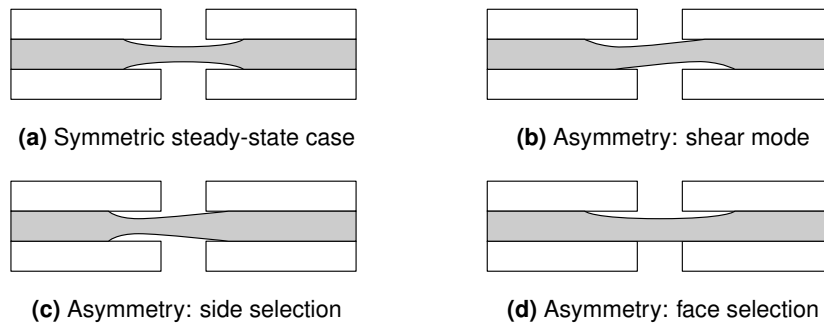 (a) Symmetric steady-state case
(b) Asymmetry: shear mode
(c) Asymmetry: side selection
(d) Asymmetry: face selection